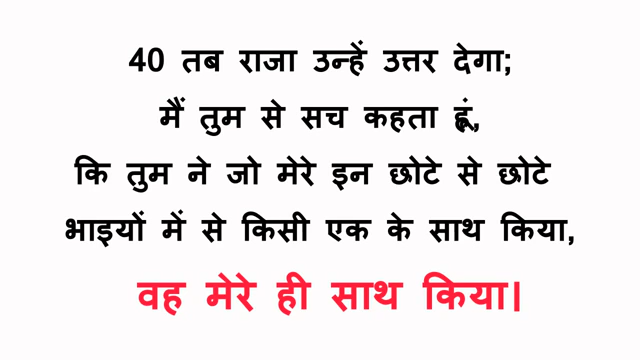 40 तब राजा उन्हें उत्तर देगा;
मैं तुम से सच कहता हूं,
कि तुम ने जो मेरे इन छोटे से छोटे
भाइयों में से किसी एक के साथ किया,
वह मेरे ही साथ किया।